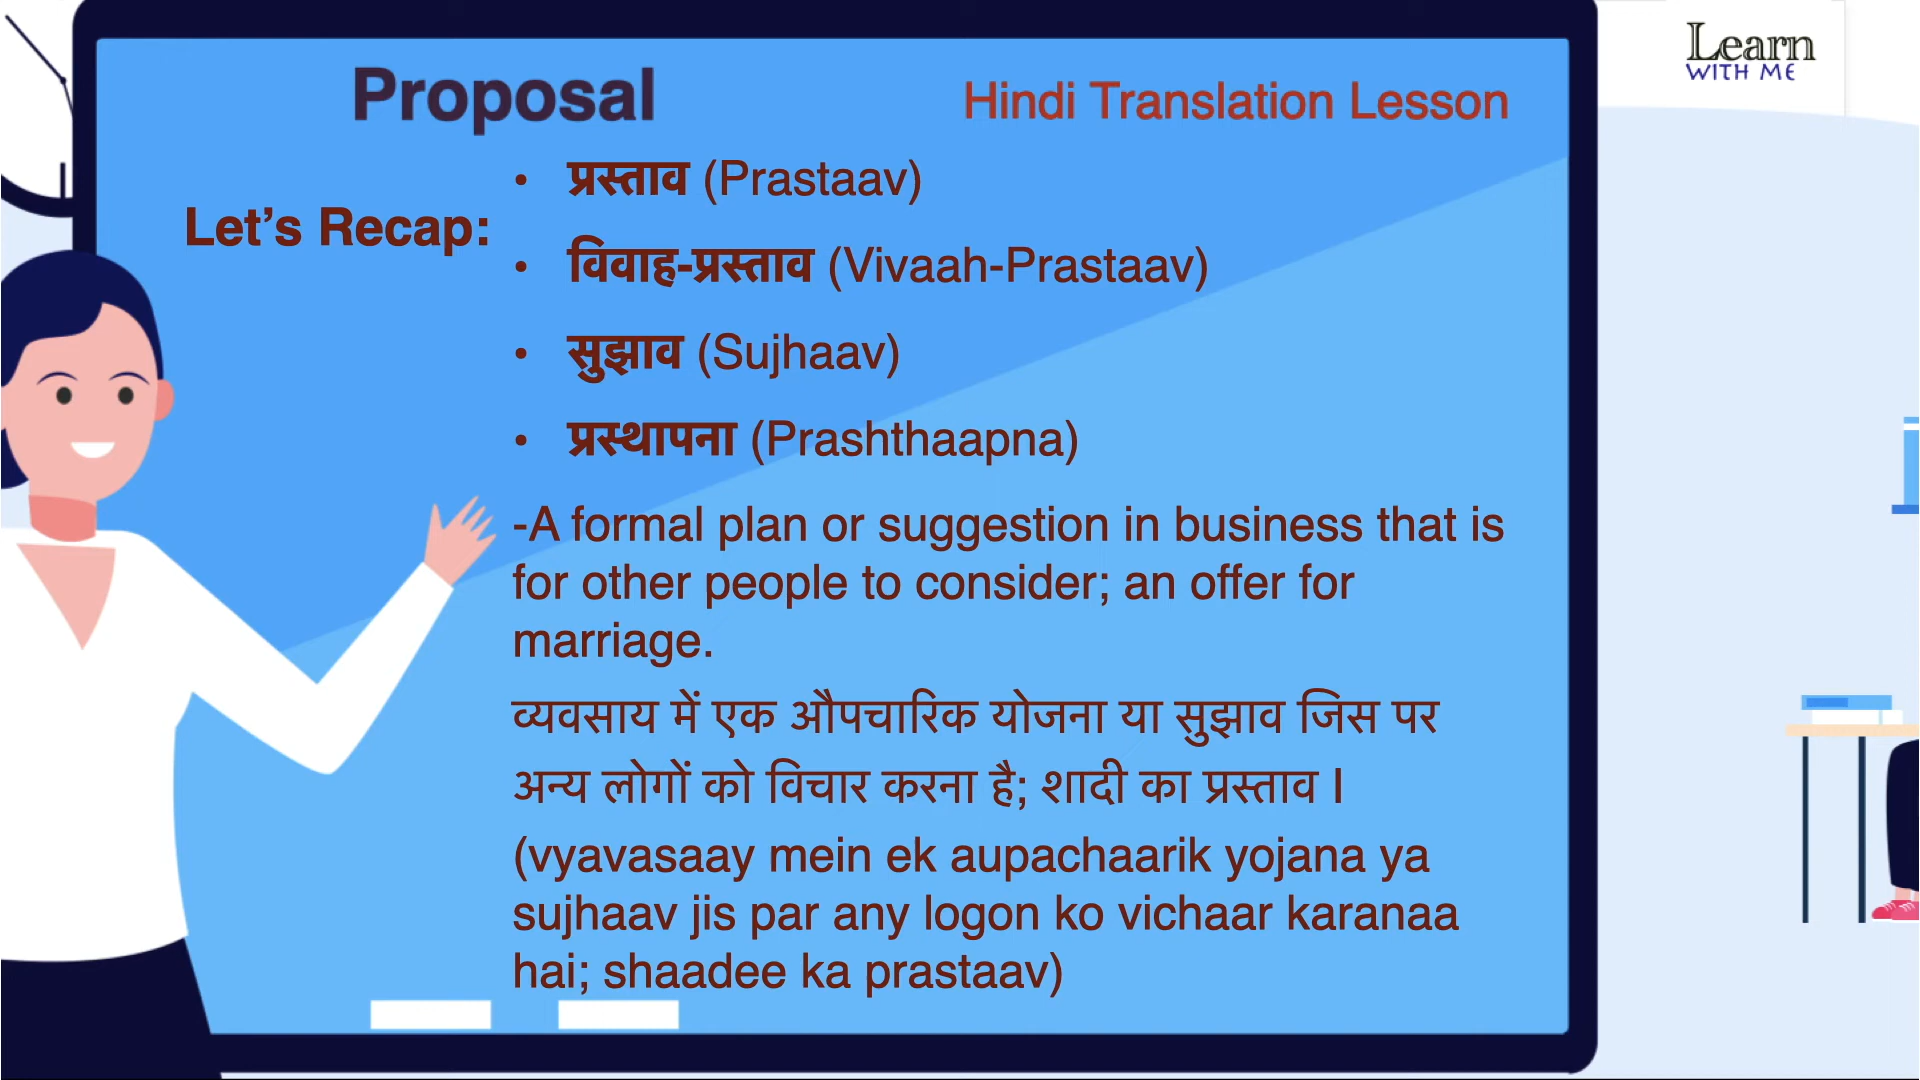 Learn
WITH ME
Proposal
Hindi Translation Lesson
Let’s Recap:
• प्रस्ताव (Prastaav)
• विवाह-प्रस्ताव (Vivaah-Prastaav)
• सुझाव (Sujhaav)
• प्रस्थापना (Prashthaapna)
-A formal plan or suggestion in business that is
for other people to consider; an offer for
marriage.
व्यवसाय में एक औपचारिक योजना या सुझाव जिस पर
अन्य लोगों को विचार करना है; शादी का प्रस्ताव I
(vyavasaay mein ek aupachaarik yojana ya
sujhaav jis par any logon ko vichaar karanaa
hai; shaadee ka prastaav)